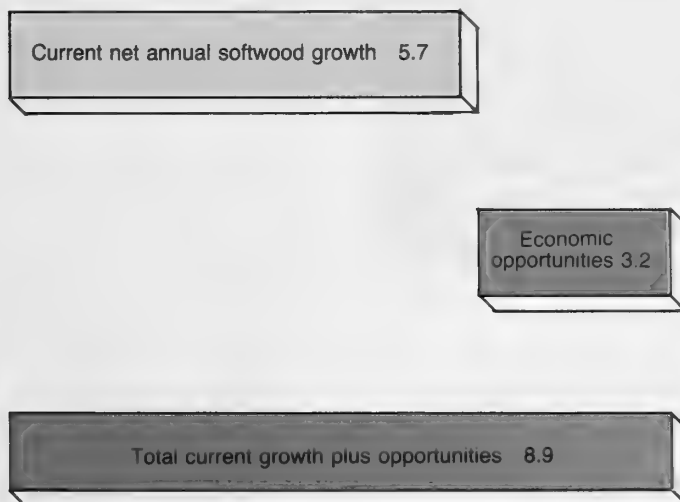 Current net annual softwood growth 5.7
Economic
opportunities 3.2
Total current growth plus opportunities 8.9